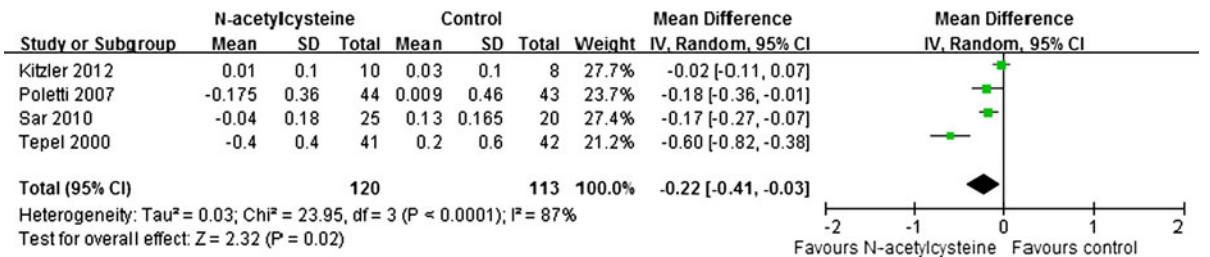 N-acetylcysteine Control Mean Difference Mean Difference
Study or Subgroup Mean SD Total Mean SD Total Weight IV, Random, 95% CI IV, Random, 95% CI
Kitzler 2012 0.01 0.1 10 0.03 0.1 8 27.7% -0.02 [-0.11, 0.07]
Poletti 2007 -0.175 0.36 44 0.009 0.46 43 23.7% -0.18 [-0.36, -0.01]
Sar 2010 -0.04 0.18 25 0.13 0.165 20 27.4% -0.17 [-0.27, -0.07]
Tepel 2000 -0.4 0.4 41 0.2 0.6 42 21.2% -0.60 [-0.82, -0.38]
Total (95% CI) 120 113 100.0% -0.22 [-0.41, -0.03]
Heterogeneity: Tau² = 0.03; Chi² = 23.95, df = 3 (P < 0.0001); I² = 87%
Test for overall effect: Z = 2.32 (P = 0.02)
-2 -1 0 1 2
Favours N-acetylcysteine Favours control